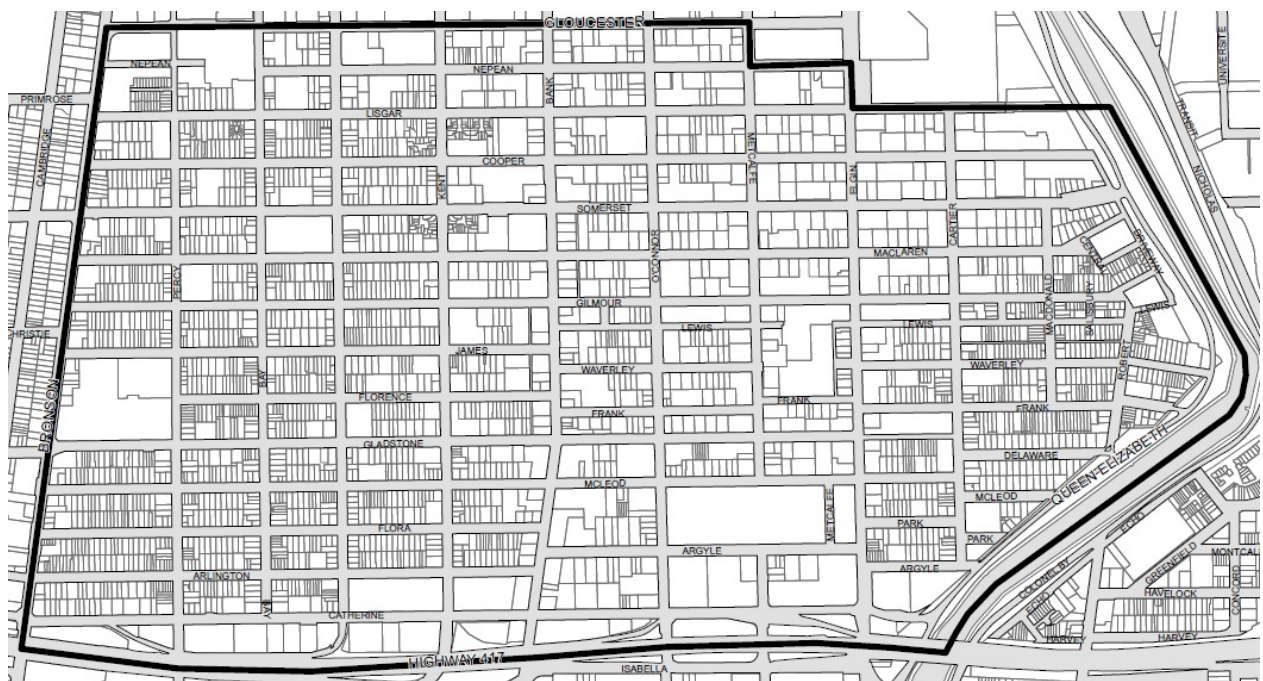 GLOUCESTER
NEPEAN
NEPEAN
BANK
UNIVERSITE
PRIMROSE
LISGAR
TRANSIT
CAMBRIDGE
METCALFE
COOPER
KENT
ELGIN
NICHOLAS
SOMERSET
CARTIER
O'CONNOR
MACLAREN
CENTRAL
DRIVEWAY
PERCY
MACDONALD
SALISBURY
GILMOUR
LEWIS
LEWIS
LEWIS
HRISTIE
JAMES
BAY
WAVERLEY
WAVERLEY
ROBERT
FLORENCE
FRANK
FRANK
FRANK
BRONSON
GLADSTONE
DELAWARE
QUEEN ELIZABETH
MCLEOD
MCLEOD
METCALFE
FLORA
PARK
PARK
ECHO
ARGYLE
ARGYLE
GREENFIELD
MONTCAL
ARLINGTON
COLONEL BY
HAVELOCK
CONCORD
BAY
ECHO
CATHERINE
HARVEY
HARVEY
HIGHWAY 417
ISABELLA